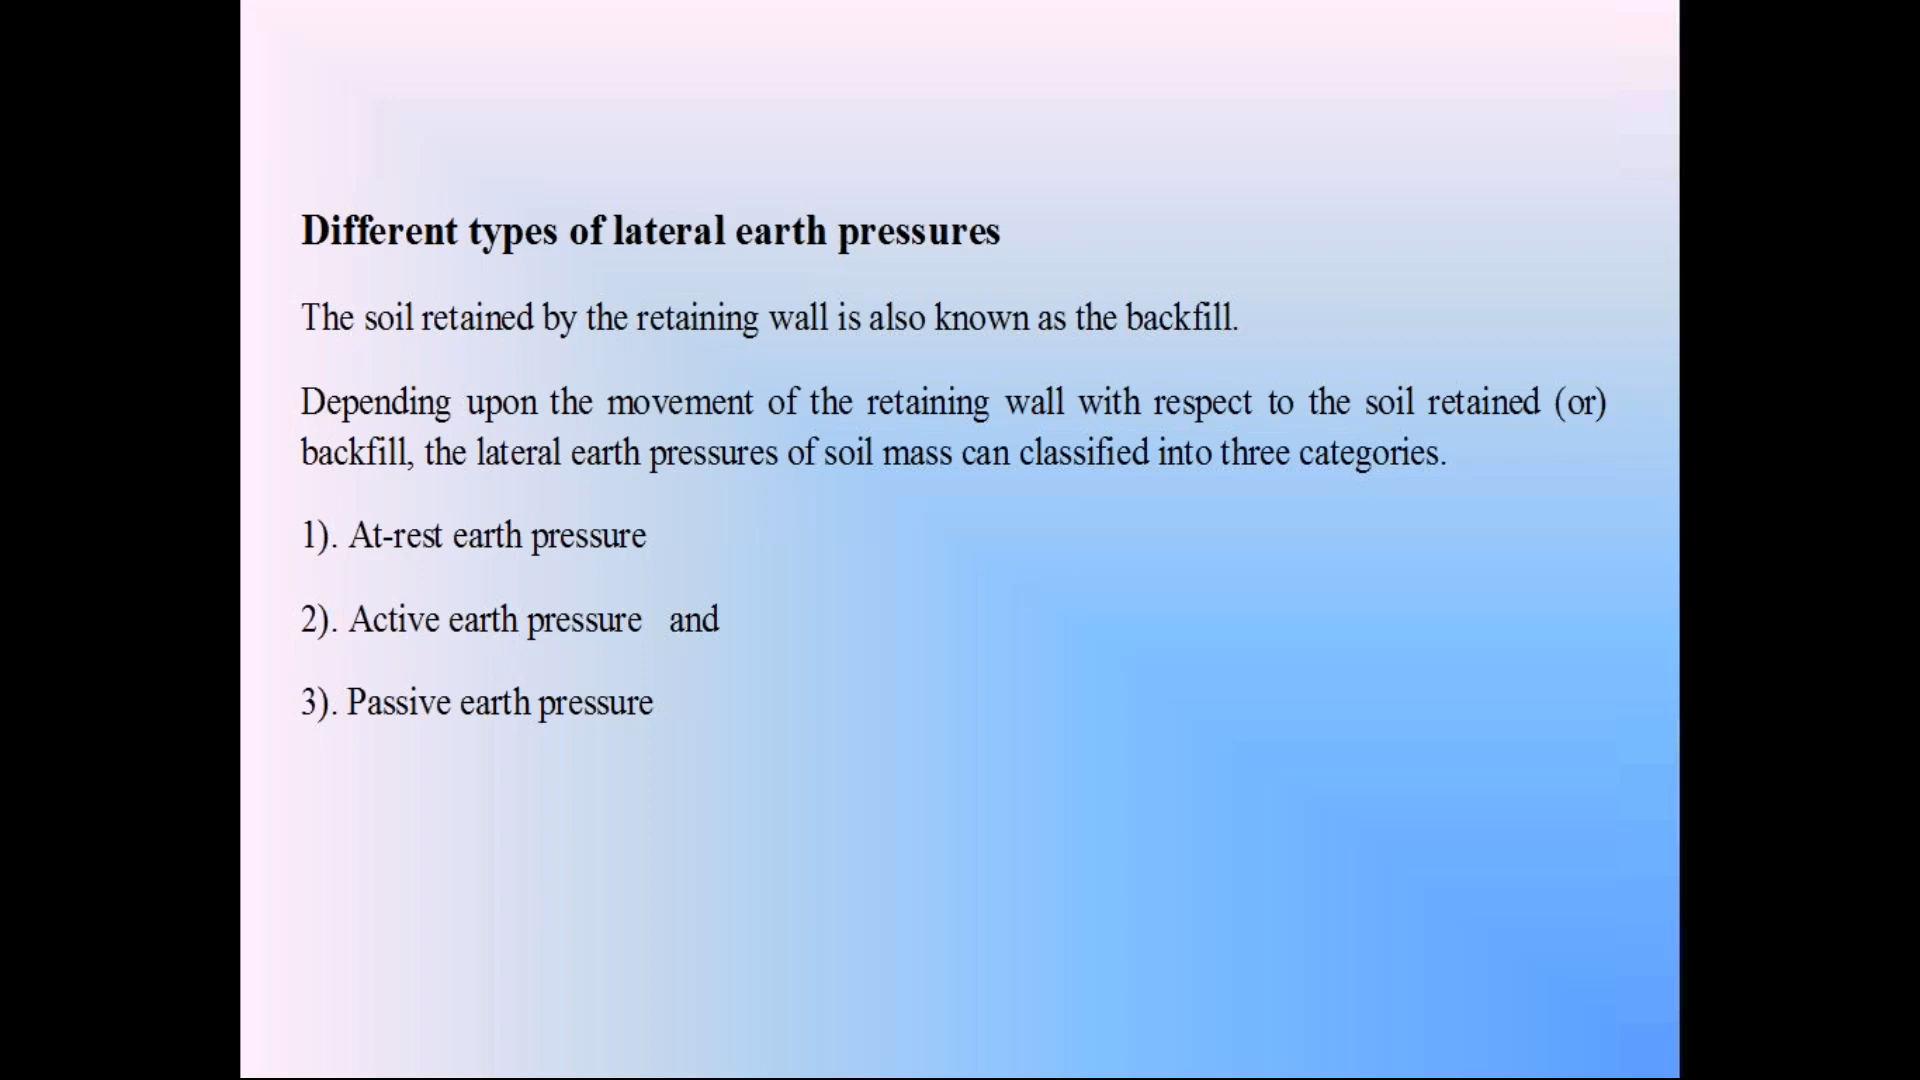 Different types of lateral earth pressures
The soil retained by the retaining wall is also known as the backfill.
Depending upon the movement of the retaining wall with respect to the soil retained (or)
backfill, the lateral earth pressures of soil mass can classified into three categories.
1). At-rest earth pressure
2). Active earth pressure and
3). Passive earth pressure